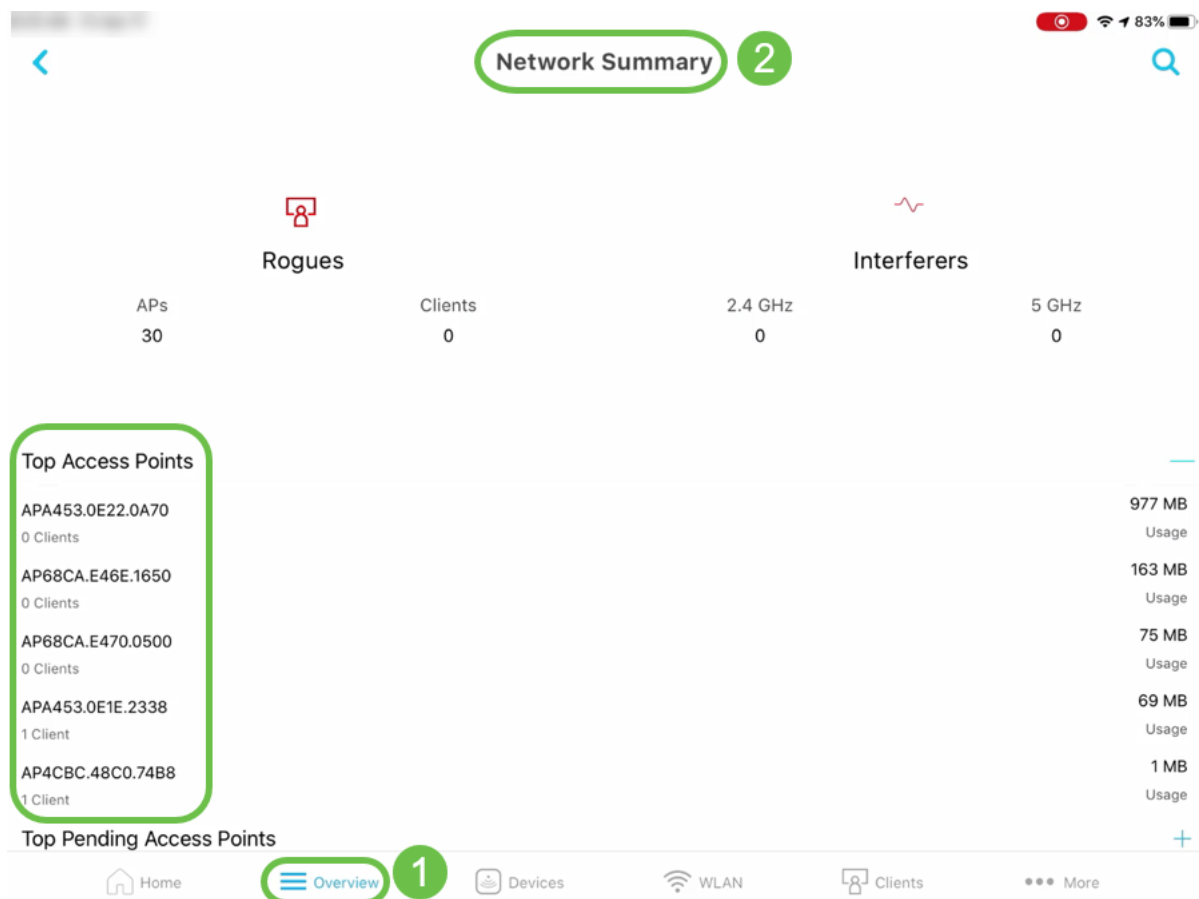 83%
Network Summary 2
Rogues Interferers
APs Clients 2.4 GHz 5 GHz
30 0 0 0
Top Access Points
APA453.0E22.0A70 977 MB
0 Clients Usage
AP68CA.E46E.1650 163 MB
0 Clients Usage
AP68CA.E470.0500 75 MB
0 Clients Usage
APA453.0E1E.2338 69 MB
1 Client Usage
AP4CBC.48C0.74B8 1 MB
1 Client Usage
Top Pending Access Points
Home Overview 1 Devices WLAN Clients More